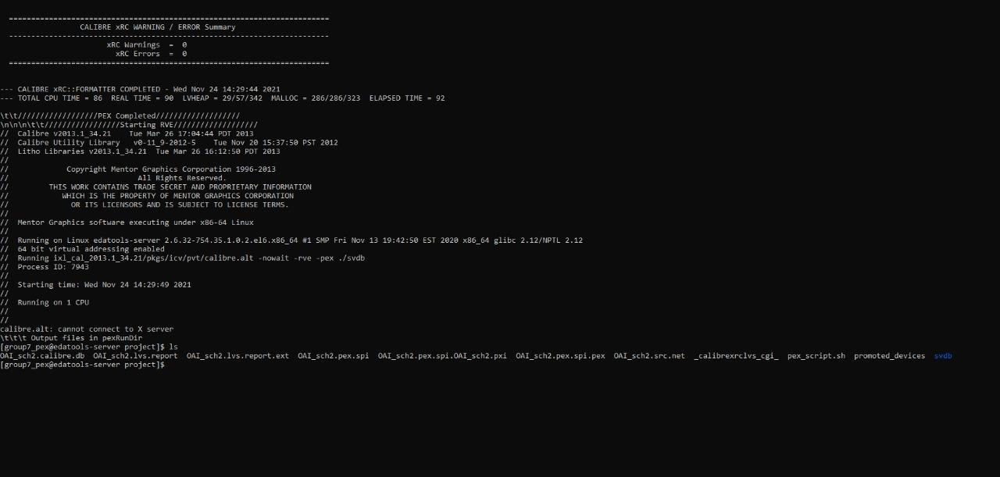 ================================================================================
CALIBRE xRC WARNING / ERROR Summary
--------------------------------------------------------------------------------
xRC Warnings = 0
xRC Errors = 0
================================================================================
--- CALIBRE xRC::FORMATTER COMPLETED - Wed Nov 24 14:29:44 2021
--- TOTAL CPU TIME = 86 REAL TIME = 90 LVHEAP = 29/57/342 MALLOC = 286/286/323 ELAPSED TIME = 92
\t\t//////////////////PEX Completed///////////////////
\n\n\n\t\t/////////////////Starting RVE///////////////////
// Calibre v2013.1_34.21 Tue Mar 26 17:04:44 PDT 2013
// Calibre Utility Library v0-11_9-2012-5 Tue Nov 20 15:37:50 PST 2012
// Litho Libraries v2013.1_34.21 Tue Mar 26 16:12:50 PDT 2013
//
// Copyright Mentor Graphics Corporation 1996-2013
// All Rights Reserved.
// THIS WORK CONTAINS TRADE SECRET AND PROPRIETARY INFORMATION
// WHICH IS THE PROPERTY OF MENTOR GRAPHICS CORPORATION
// OR ITS LICENSORS AND IS SUBJECT TO LICENSE TERMS.
//
// Mentor Graphics software executing under x86-64 Linux
//
// Running on Linux edatools-server 2.6.32-754.35.1.0.2.el6.x86_64 #1 SMP Fri Nov 13 19:42:50 EST 2020 x86_64 glibc 2.12/NPTL 2.12
// 64 bit virtual addressing enabled
// Running ixl_cal_2013.1_34.21/pkgs/icv/pvt/calibre.alt -nowait -rve -pex ./svdb
// Process ID: 7943
//
// Starting time: Wed Nov 24 14:29:49 2021
//
// Running on 1 CPU
//
//
calibre.alt: cannot connect to X server
\t\t\t Output files in pexRunDir
[group7_pex@edatools-server project]$ ls
OAI_sch2.calibre.db OAI_sch2.lvs.report OAI_sch2.lvs.report.ext OAI_sch2.pex.spi OAI_sch2.pex.spi.OAI_sch2.pxi OAI_sch2.pex.spi.pex OAI_sch2.src.net _calibrexrclvs_cgi_ pex_script.sh promoted_devices svdb
[group7_pex@edatools-server project]$